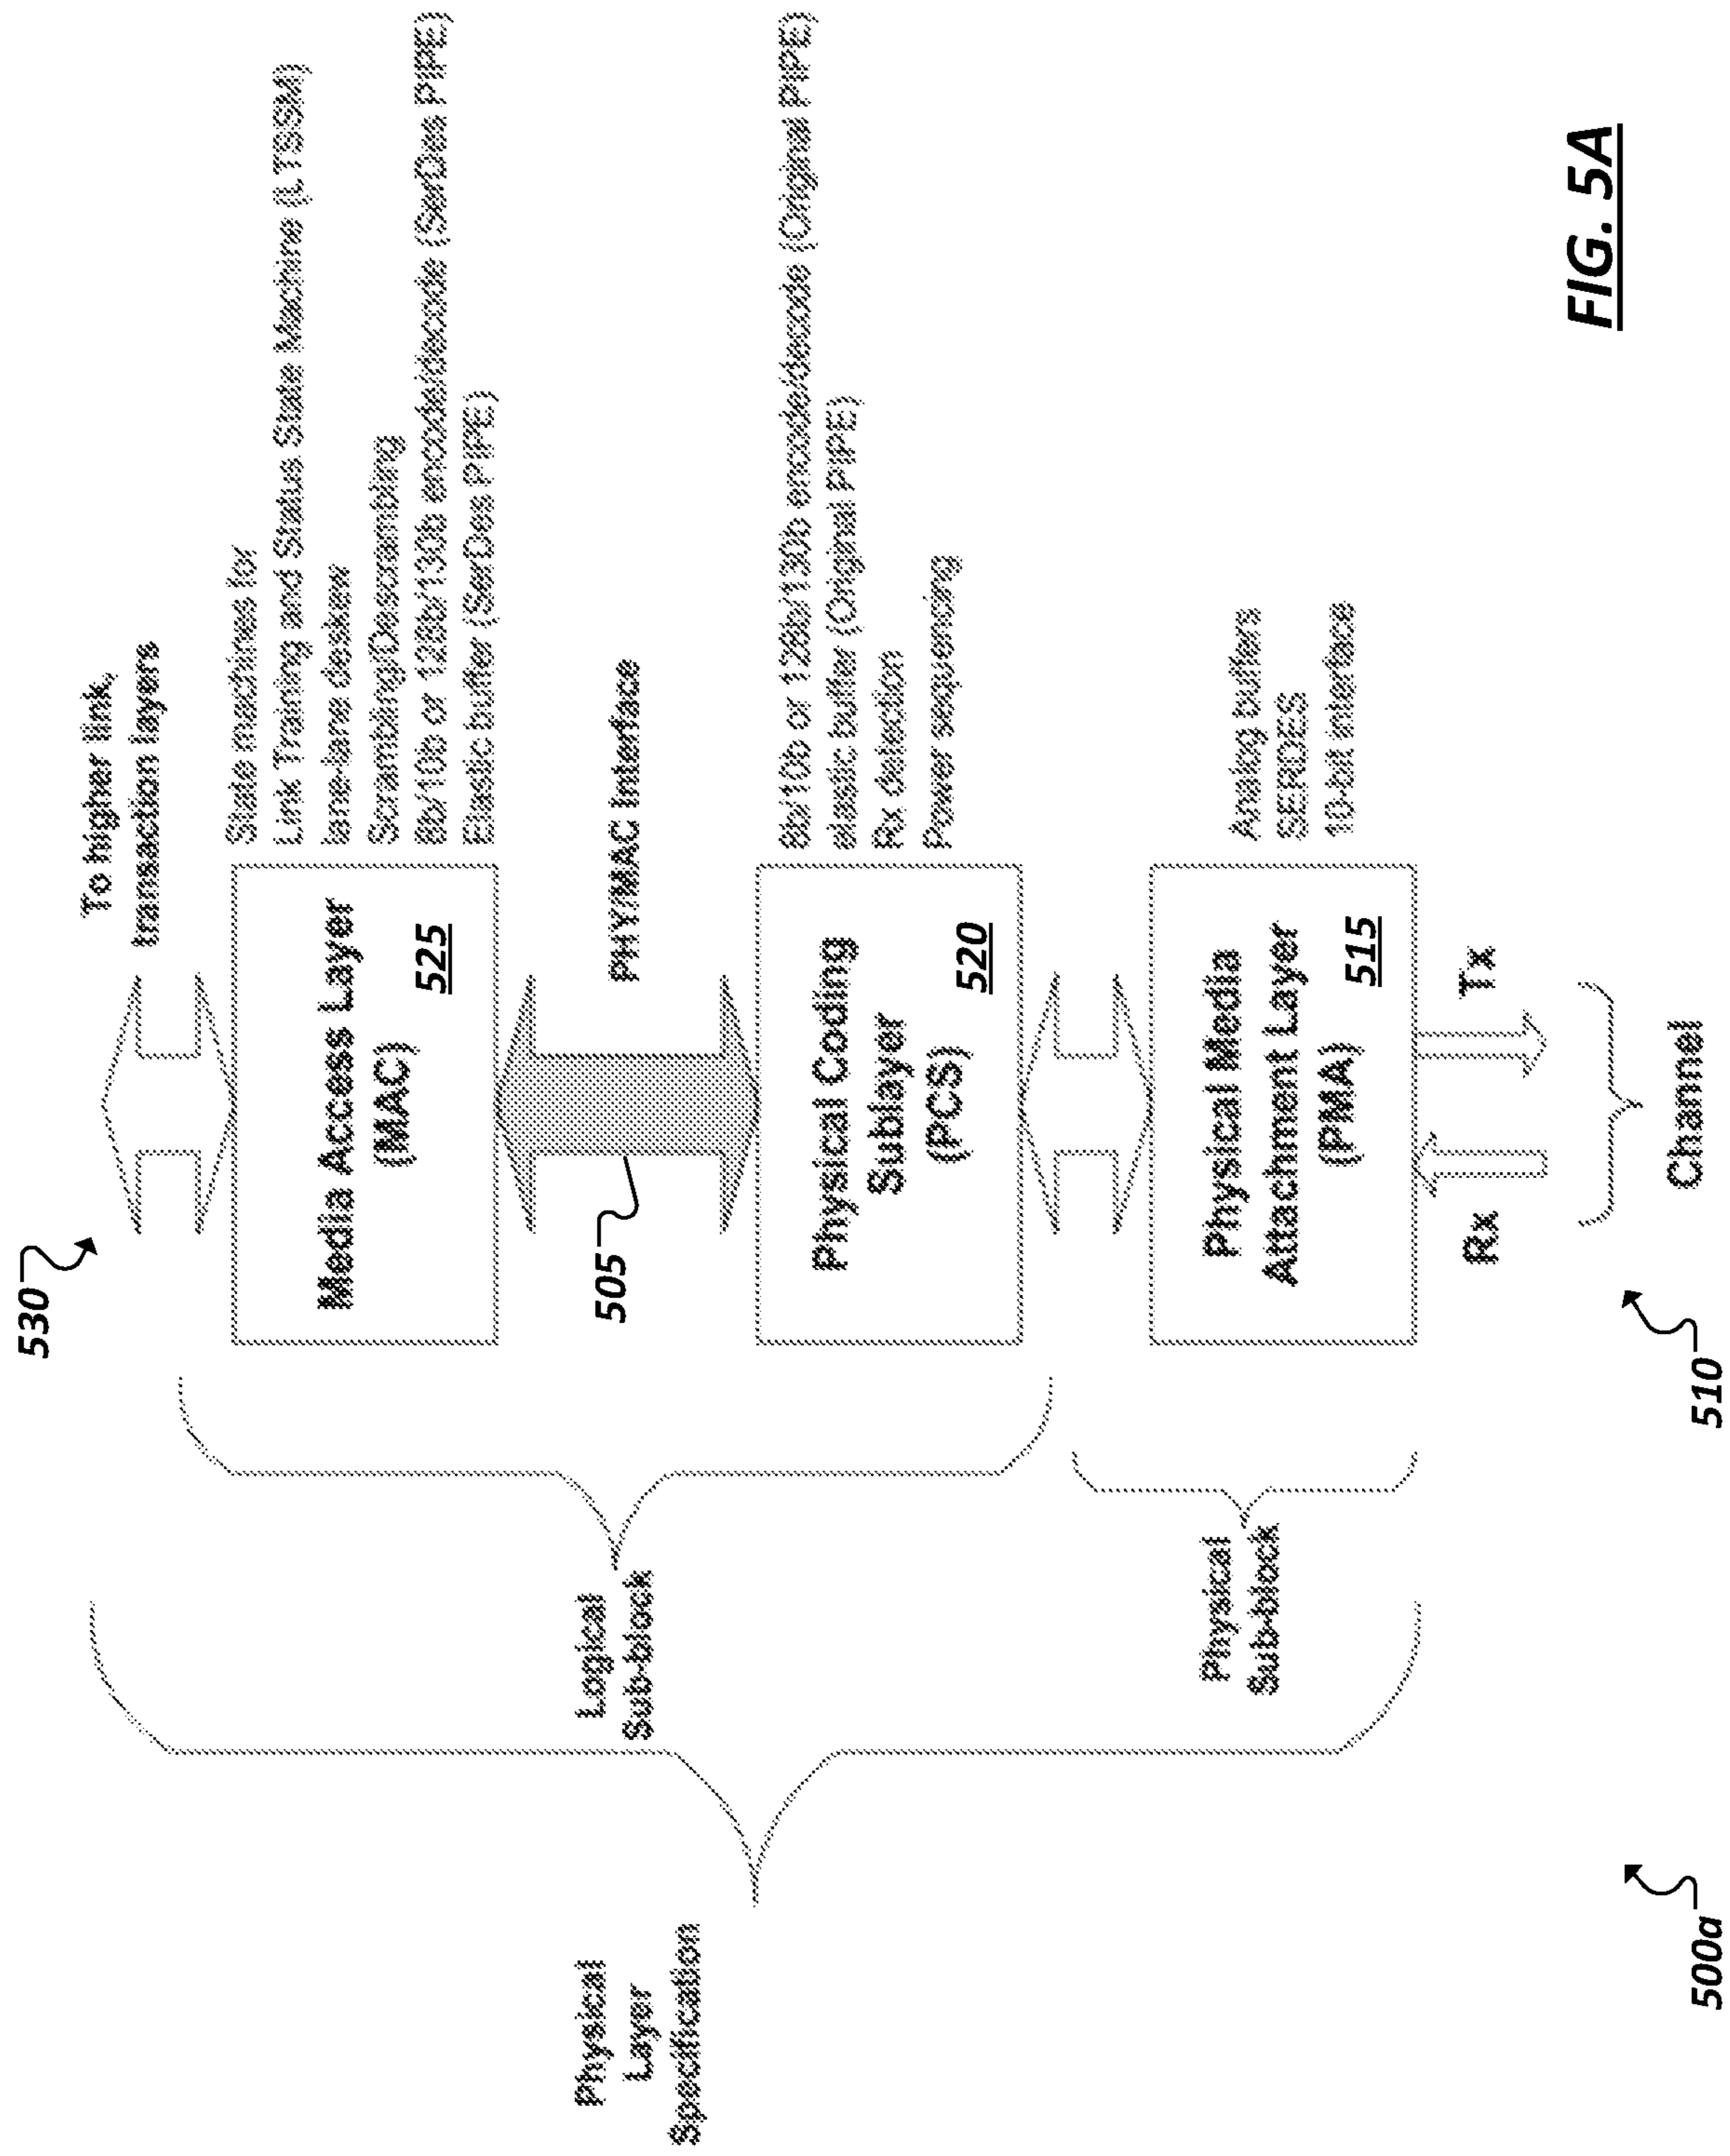 530
To higher link,
transaction layers
Media Access Layer
(MAC)
525
State machines for
Link Training and Status State Machine (LTSSM)
lane-lane deskew
Scrambling/Descrambling
8b/10b or 128b/130b encode/decode (SerDes PIPE)
Elastic buffer (SerDes PIPE)
505
PHY/MAC Interface
Physical Coding
Sublayer
(PCS)
520
8b/10b or 128b/130b encode/decode (Original PIPE)
elastic buffer (Original PIPE)
Rx detection
Power sequencing
Physical Media
Attachment Layer
(PMA)
515
Analog buffers
SERDES
10-bit interface
Rx
Tx
Channel
510
Logical
Sub-block
Physical
Sub-block
Physical
Layer
Specification
500a
FIG. 5A